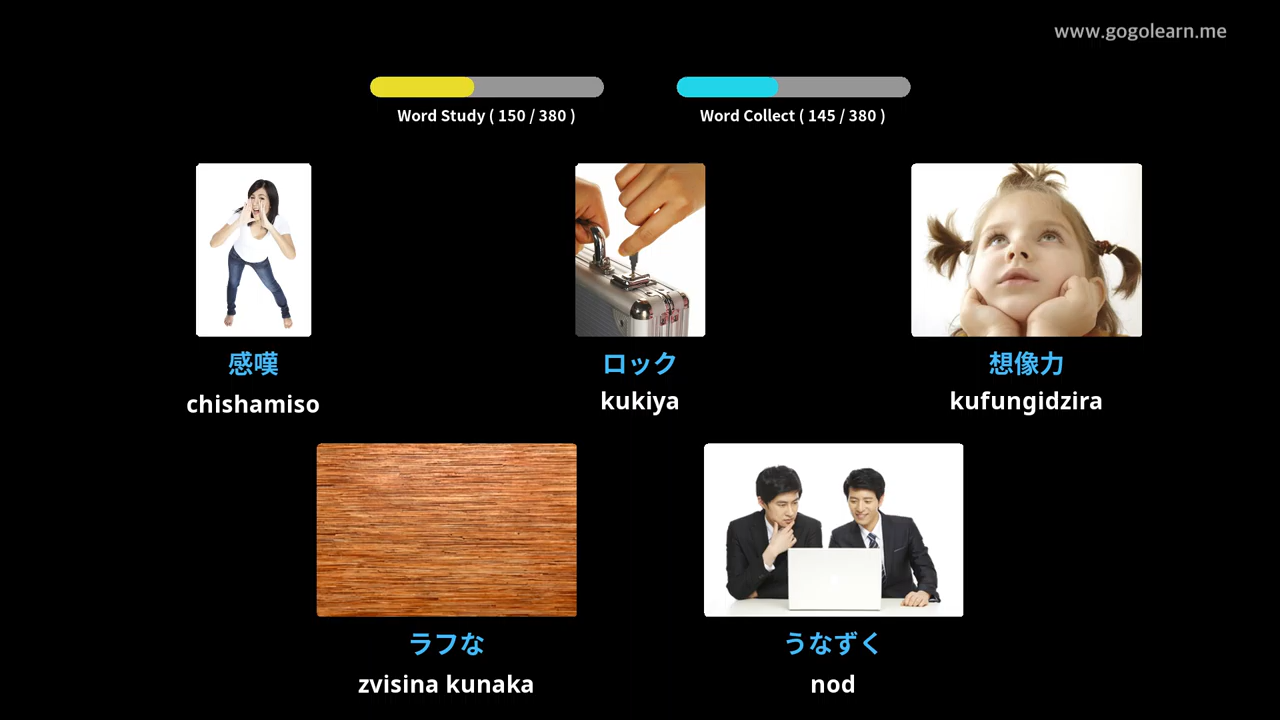 www.gogolearn.me
Word Study ( 150 / 380 )
Word Collect ( 145 / 380 )
感嘆
chishamiso
ロック
kukiya
想像力
kufungidzira
ラフな
zvisina kunaka
うなずく
nod